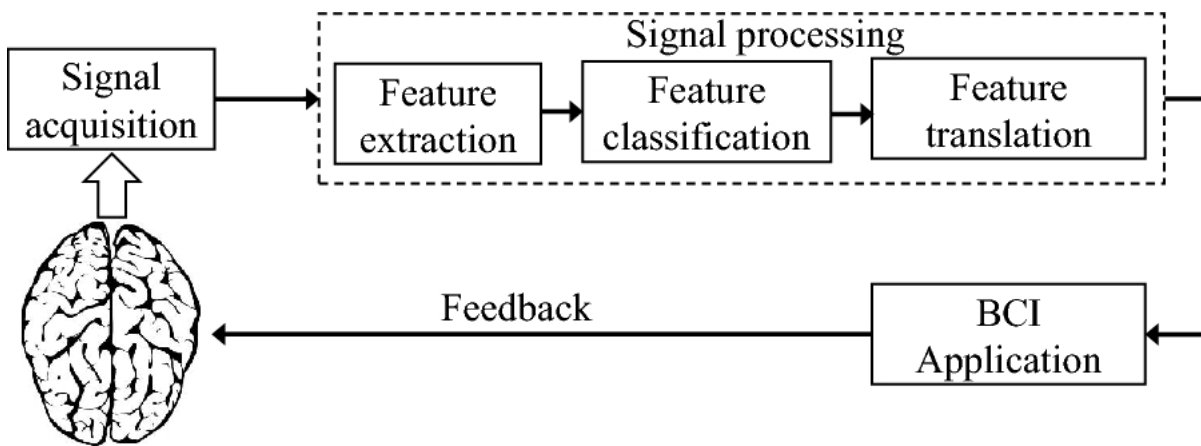 Signal
acquisition
Signal processing
Feature
extraction
Feature
classification
Feature
translation
Feedback
BCI
Application